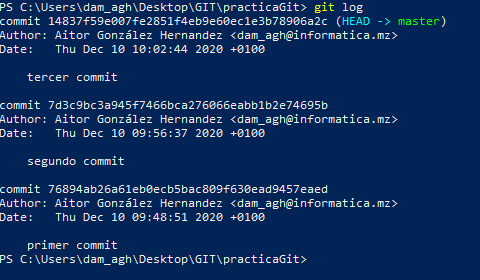 PS C:\Users\dam_agh\Desktop\GIT\practicaGit> git log
commit 14837f59e007fe2851f4eb9e60ec1e3b78906a2c (HEAD -> master)
Author: Aitor González Hernandez <dam_agh@informatica.mz>
Date:   Thu Dec 10 10:02:44 2020 +0100
    tercer commit
commit 7d3c9bc3a945f7466bca276066eabb1b2e74695b
Author: Aitor González Hernandez <dam_agh@informatica.mz>
Date:   Thu Dec 10 09:56:37 2020 +0100
    segundo commit
commit 76894ab26a61eb0ecb5bac809f630ead9457eaed
Author: Aitor González Hernandez <dam_agh@informatica.mz>
Date:   Thu Dec 10 09:48:51 2020 +0100
    primer commit
PS C:\Users\dam_agh\Desktop\GIT\practicaGit>